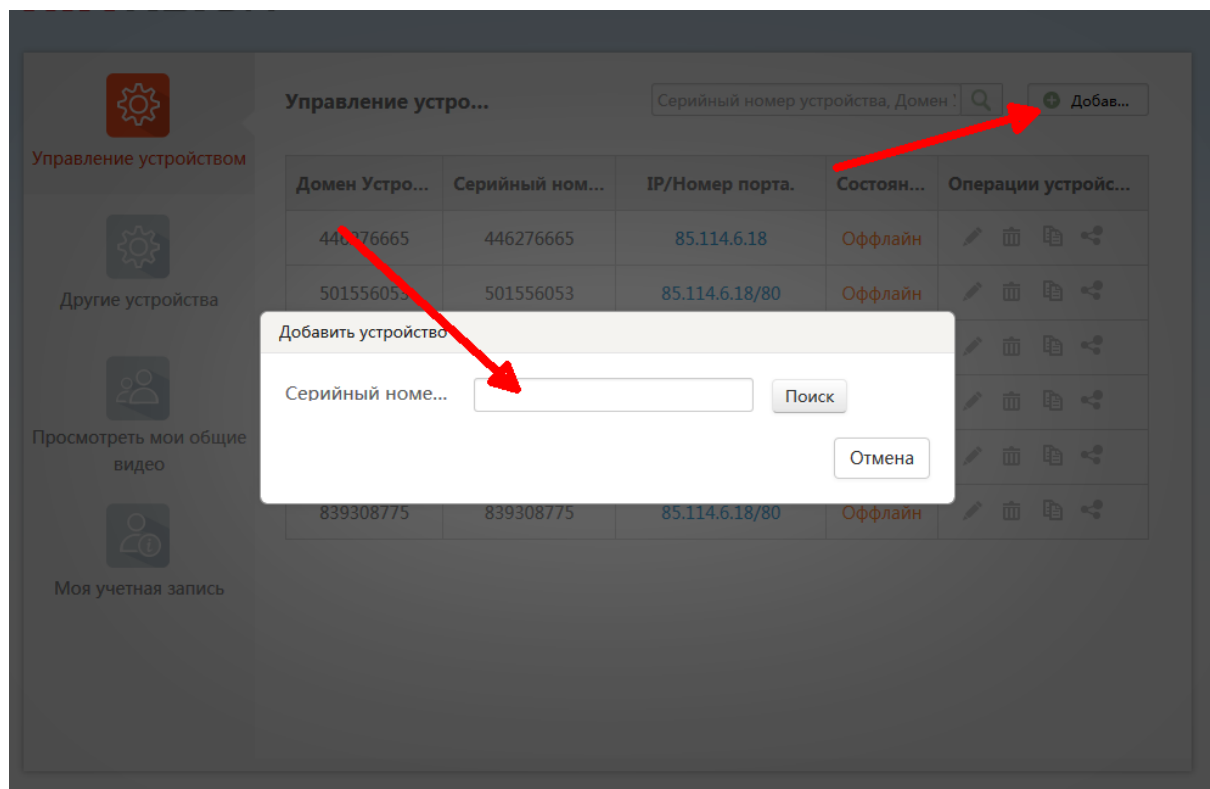 Управление устройством
Другие устройства
Просмотреть мои общие
видео
Моя учетная запись
Управление устро...
Серийный номер устройства, Домен
Добав...
Домен Устро... Серийный ном... IP/Номер порта. Состоян... Операции устройс...
446276665 446276665 85.114.6.18 Оффлайн
501556053 501556053 85.114.6.18/80 Оффлайн
Добавить устройство
Серийный номе... Поиск
Отмена
839308775 839308775 85.114.6.18/80 Оффлайн